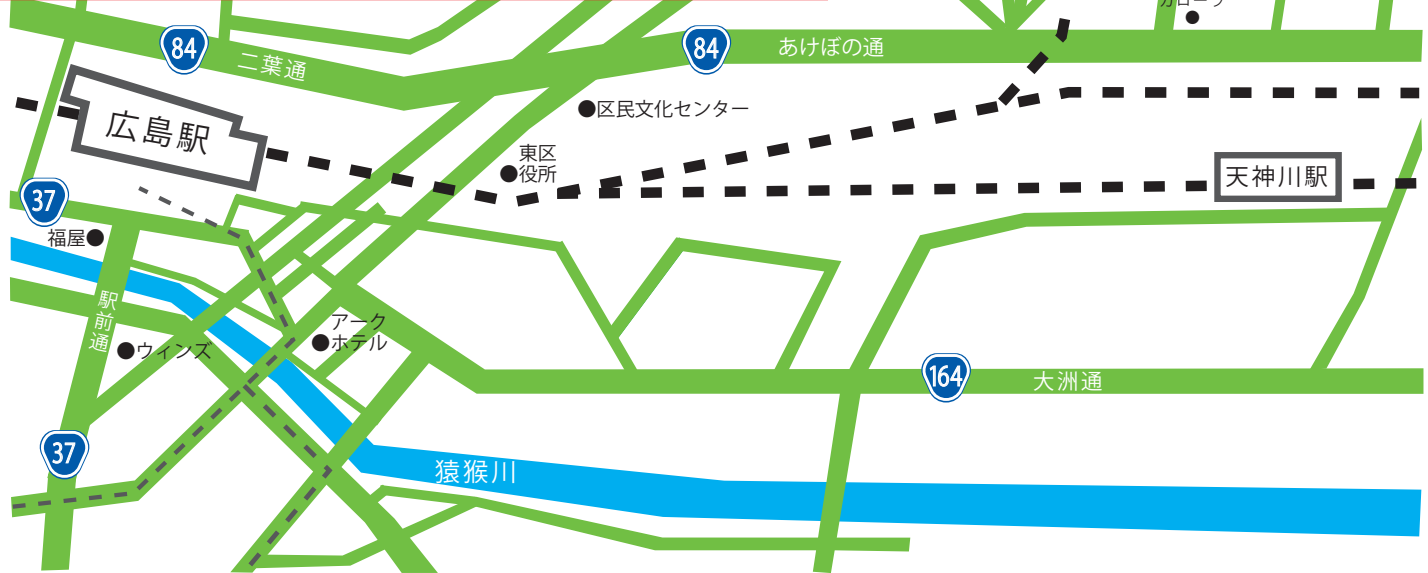 84
二葉通
84
あけぼの通
広島駅
区民文化センター
東区
役所
天神川駅
37
福屋
駅前通
アーク
ホテル
ウィンズ
164
大洲通
37
猿猴川